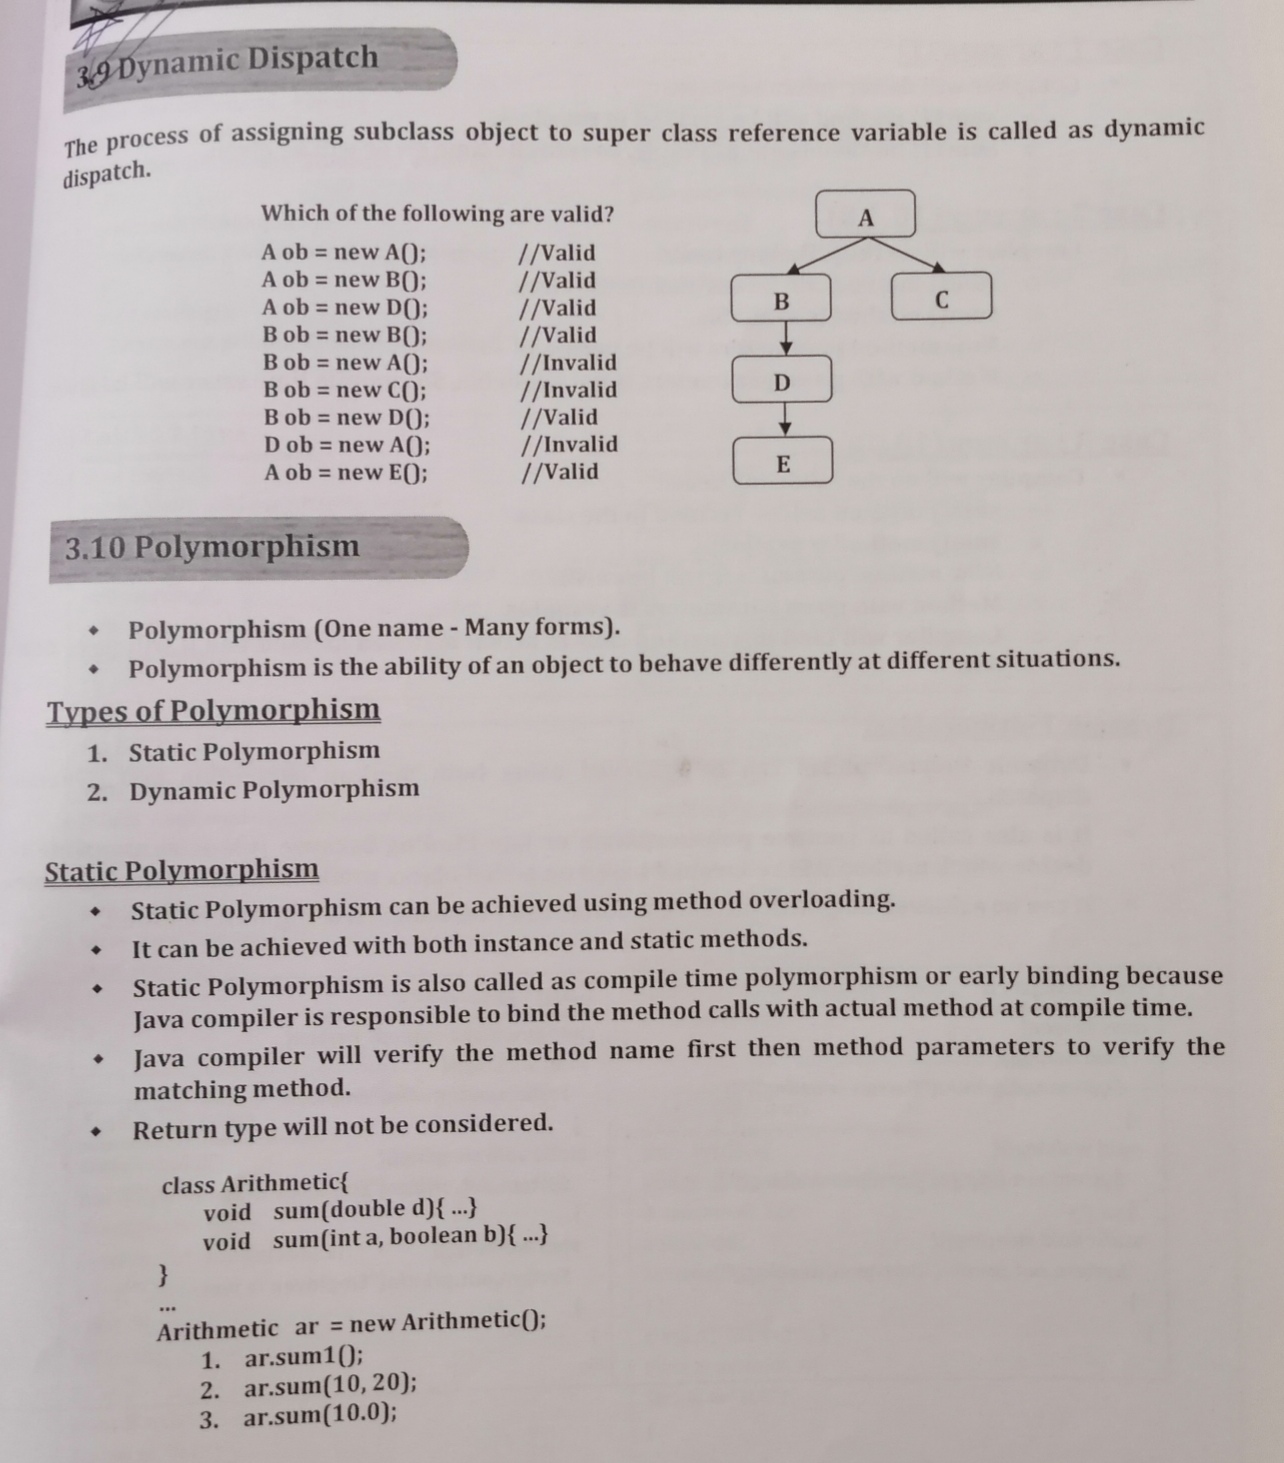 3.9 Dynamic Dispatch
The process of assigning subclass object to super class reference variable is called as dynamic
dispatch.
Which of the following are valid?
A ob = new A(); //Valid
A ob = new B(); //Valid
A ob = new D(); //Valid
B ob = new B(); //Valid
B ob = new A(); //Invalid
B ob = new C(); //Invalid
B ob = new D(); //Valid
D ob = new A(); //Invalid
A ob = new E(); //Valid
A
B
C
D
E
3.10 Polymorphism
• Polymorphism (One name - Many forms).
• Polymorphism is the ability of an object to behave differently at different situations.
Types of Polymorphism
1. Static Polymorphism
2. Dynamic Polymorphism
Static Polymorphism
• Static Polymorphism can be achieved using method overloading.
• It can be achieved with both instance and static methods.
• Static Polymorphism is also called as compile time polymorphism or early binding because
Java compiler is responsible to bind the method calls with actual method at compile time.
• Java compiler will verify the method name first then method parameters to verify the
matching method.
• Return type will not be considered.
class Arithmetic{
void sum(double d){ ...}
void sum(int a, boolean b){ ...}
}
...
Arithmetic ar = new Arithmetic();
1. ar.sum1();
2. ar.sum(10, 20);
3. ar.sum(10.0);